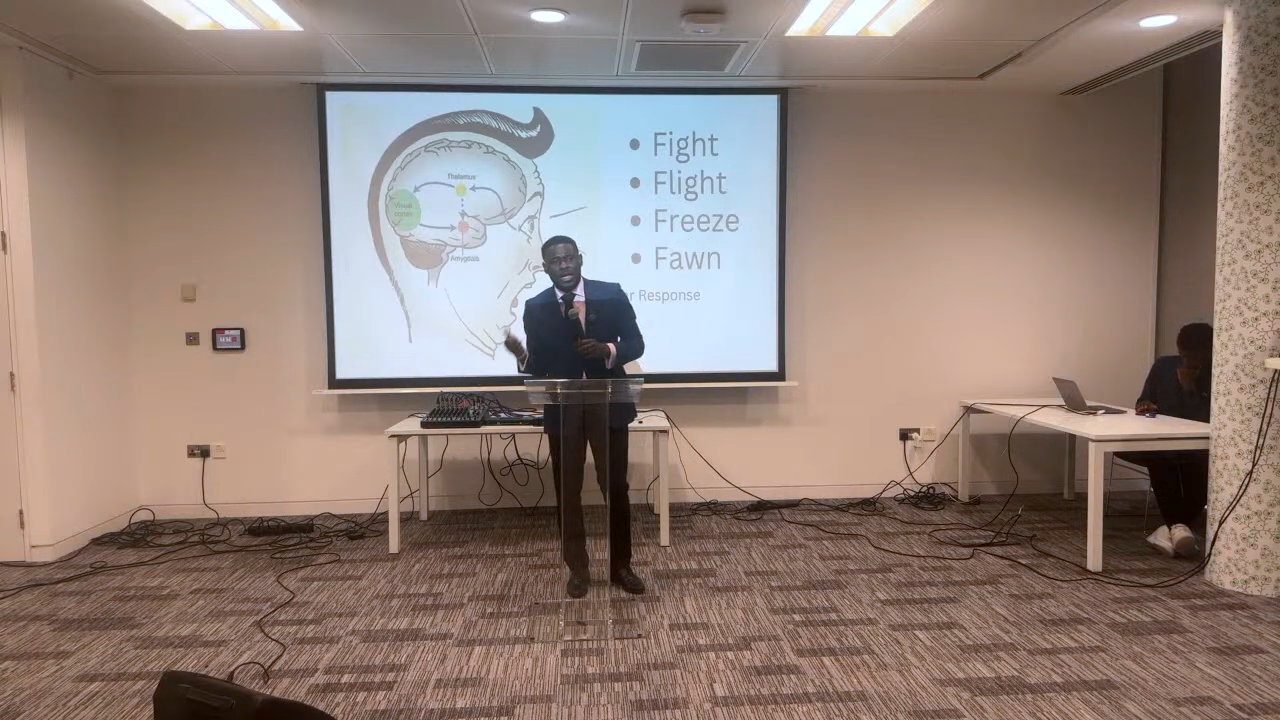 Thalamus
Visual
cortex
Amygdala
• Fight
• Flight
• Freeze
• Fawn
Response